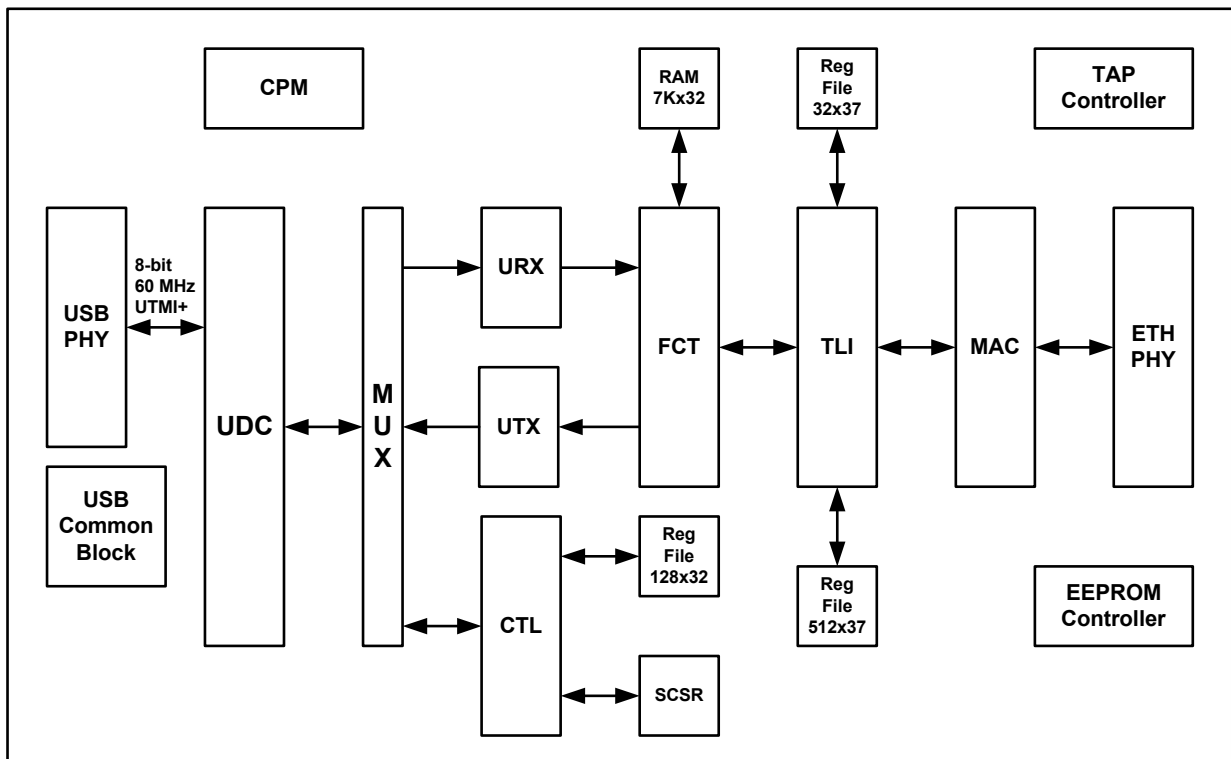 CPM
RAM
7Kx32
Reg
File
32x37
TAP
Controller
USB
PHY
8-bit
60 MHz
UTMI+
UDC
M
U
X
URX
UTX
FCT
TLI
MAC
ETH
PHY
USB
Common
Block
CTL
Reg
File
128x32
SCSR
Reg
File
512x37
EEPROM
Controller